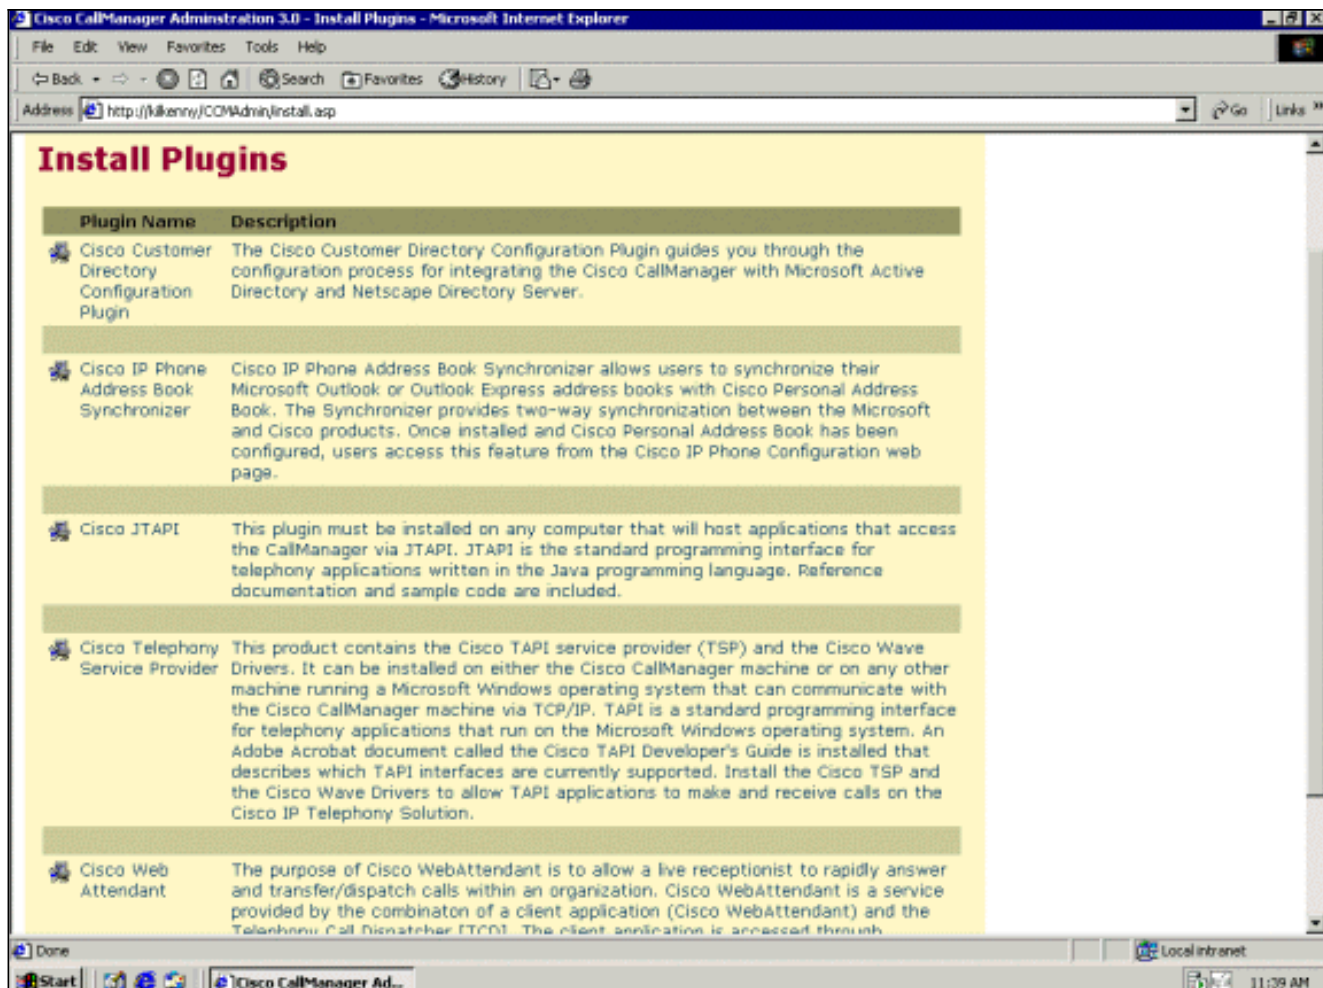 Cisco CallManager Adminstration 3.0 - Install Plugins - Microsoft Internet Explorer
File Edit View Favorites Tools Help
Back Search Favorites History
Address http://kilkenny/CCMAdmin/install.asp Go Links »
Install Plugins
Plugin Name Description
Cisco Customer The Cisco Customer Directory Configuration Plugin guides you through the
Directory configuration process for integrating the Cisco CallManager with Microsoft Active
Configuration Directory and Netscape Directory Server.
Plugin
Cisco IP Phone Cisco IP Phone Address Book Synchronizer allows users to synchronize their
Address Book Microsoft Outlook or Outlook Express address books with Cisco Personal Address
Synchronizer Book. The Synchronizer provides two-way synchronization between the Microsoft
and Cisco products. Once installed and Cisco Personal Address Book has been
configured, users access this feature from the Cisco IP Phone Configuration web
page.
Cisco JTAPI This plugin must be installed on any computer that will host applications that access
the CallManager via JTAPI. JTAPI is the standard programming interface for
telephony applications written in the Java programming language. Reference
documentation and sample code are included.
Cisco Telephony This product contains the Cisco TAPI service provider (TSP) and the Cisco Wave
Service Provider Drivers. It can be installed on either the Cisco CallManager machine or on any other
machine running a Microsoft Windows operating system that can communicate with
the Cisco CallManager machine via TCP/IP. TAPI is a standard programming interface
for telephony applications that run on the Microsoft Windows operating system. An
Adobe Acrobat document called the Cisco TAPI Developer's Guide is installed that
describes which TAPI interfaces are currently supported. Install the Cisco TSP and
the Cisco Wave Drivers to allow TAPI applications to make and receive calls on the
Cisco IP Telephony Solution.
Cisco Web The purpose of Cisco WebAttendant is to allow a live receptionist to rapidly answer
Attendant and transfer/dispatch calls within an organization. Cisco WebAttendant is a service
provided by the combinaton of a client application (Cisco WebAttendant) and the
Telephony Call Dispatcher [TCD]. The client application is accessed through
Done Local intranet
Start Cisco CallManager Ad... 11:39 AM